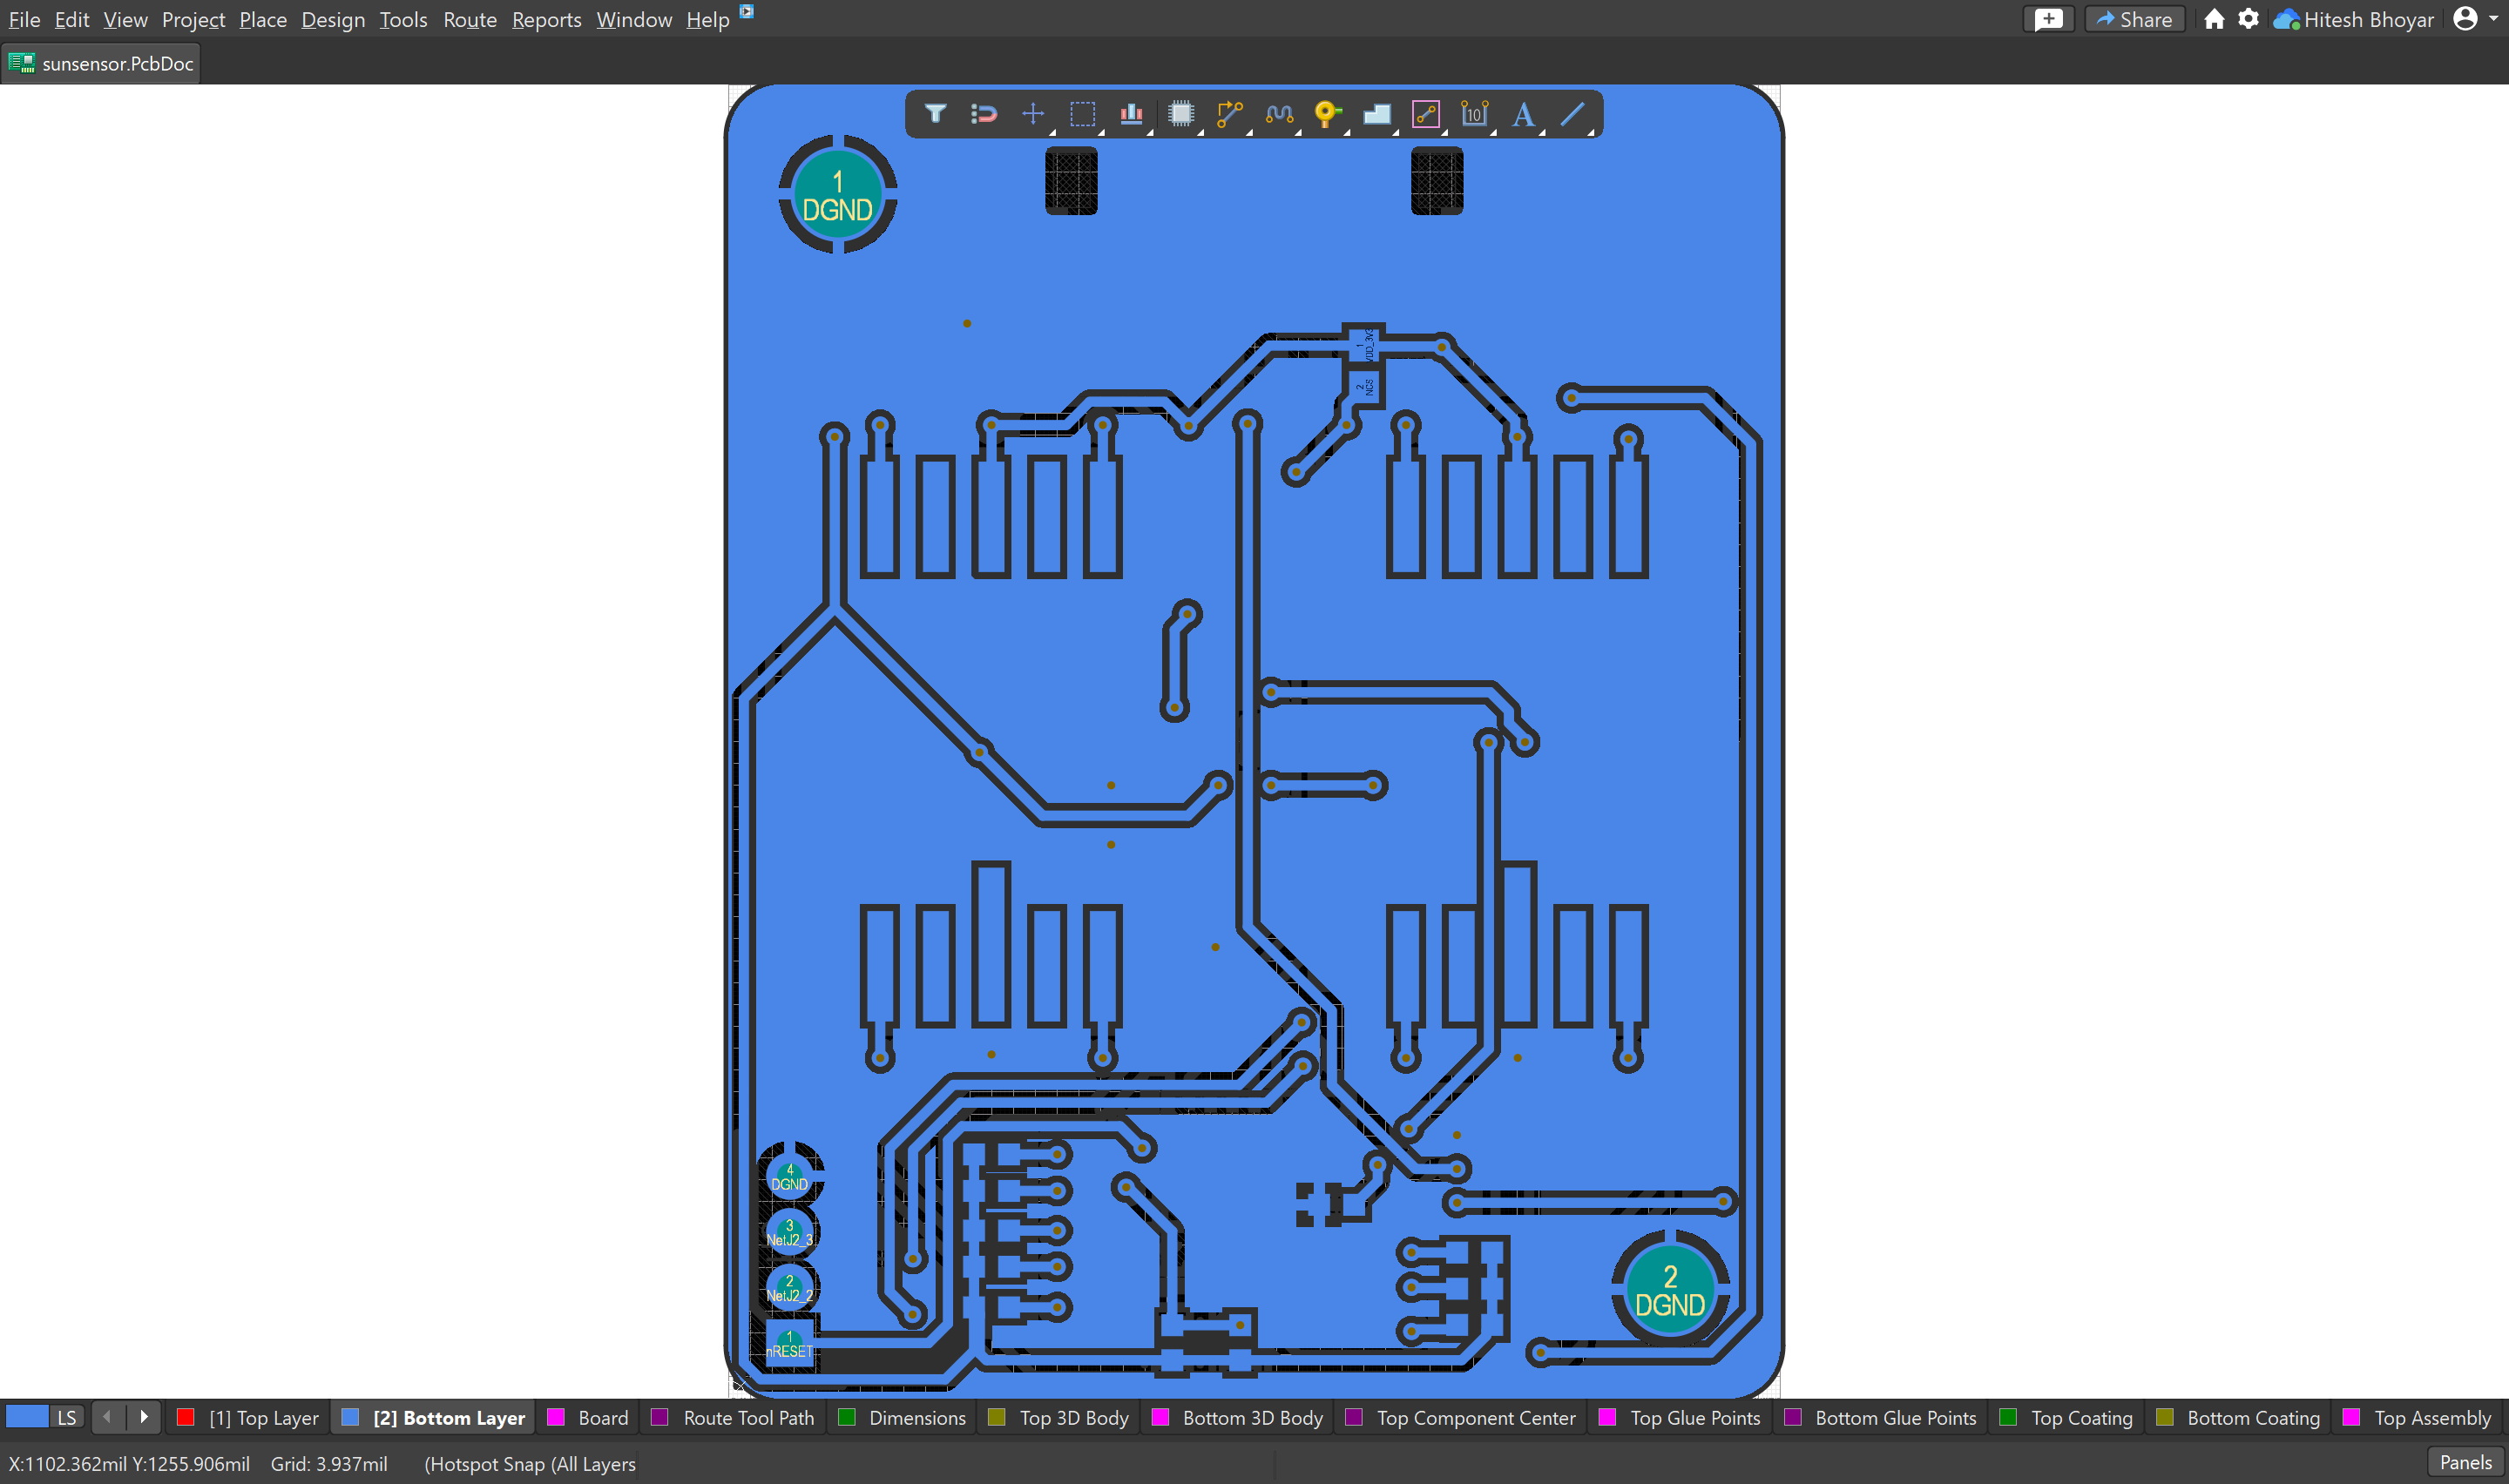 File Edit View Project Place Design Tools Route Reports Window Help
Share
Hitesh Bhoyar
sunsensor.PcbDoc
10
A
1
DGND
1
VDD_3V3
2
NCS
4
DGND
3
NetJ2_3
2
NetJ2_2
1
nRESET
2
DGND
LS
[1] Top Layer
[2] Bottom Layer
Board
Route Tool Path
Dimensions
Top 3D Body
Bottom 3D Body
Top Component Center
Top Glue Points
Bottom Glue Points
Top Coating
Bottom Coating
Top Assembly
X:1102.362mil Y:1255.906mil Grid: 3.937mil (Hotspot Snap (All Layers
Panels